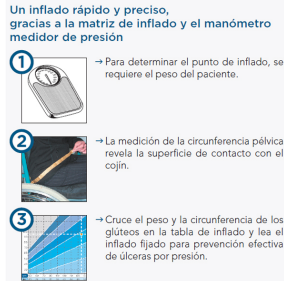 Un inflado rápido y preciso,
gracias a la matriz de inflado y el manómetro
medidor de presión
1
→ Para determinar el punto de inflado, se
requiere el peso del paciente.
2
→ La medición de la circunferencia pélvica
revela la superficie de contacto con el
cojín.
3
→ Cruce el peso y la circunferencia de los
glúteos en la tabla de inflado y lea el
inflado fijado para prevención efectiva
de úlceras por presión.